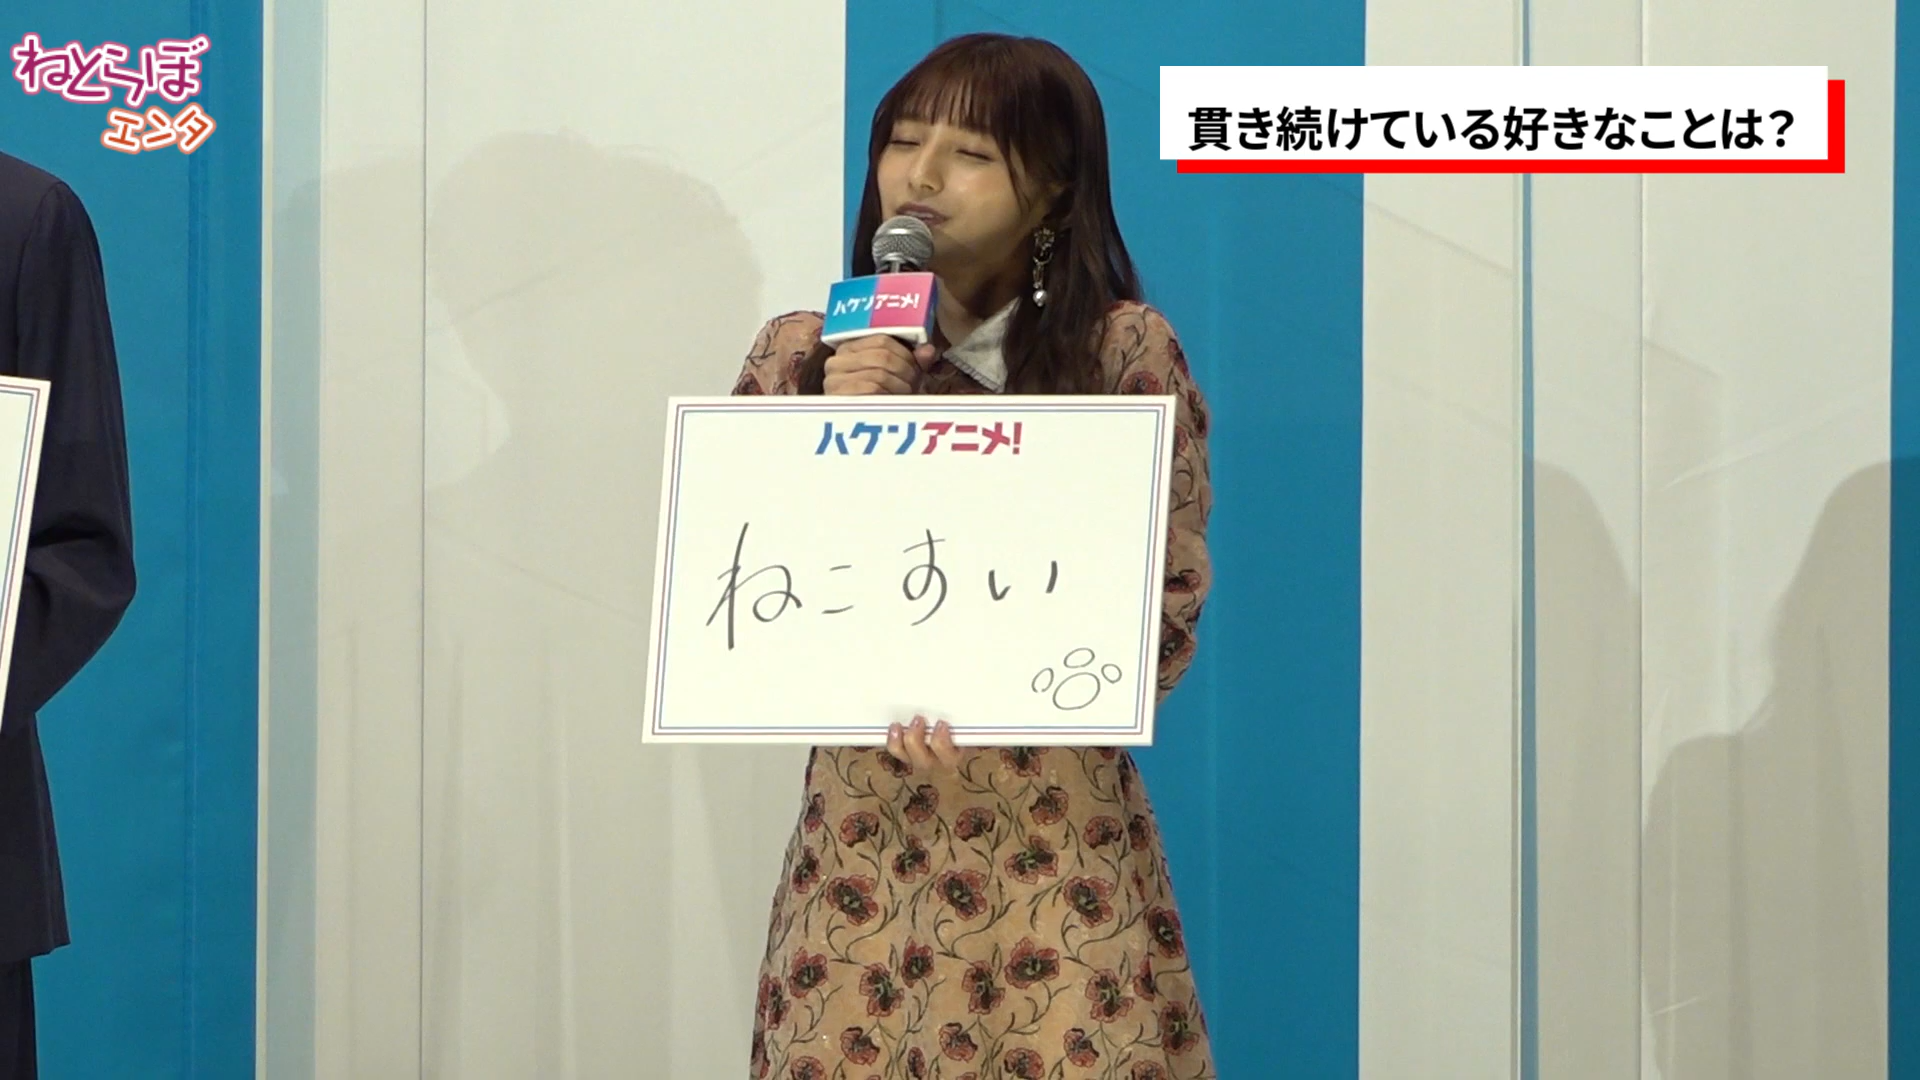 ねとらぼ
エンタ
貫き続けている好きなことは？
ハケンアニメ!
ハケンアニメ!
ねこすい